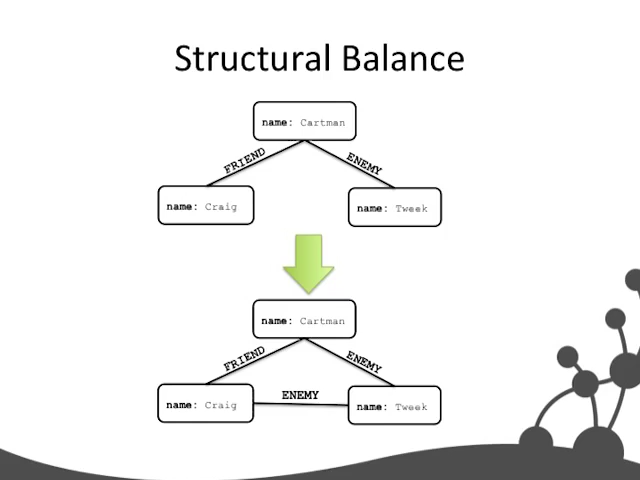 Structural Balance
name: Cartman
FRIEND
ENEMY
name: Craig
name: Tweek
name: Cartman
FRIEND
ENEMY
name: Craig
ENEMY
name: Tweek